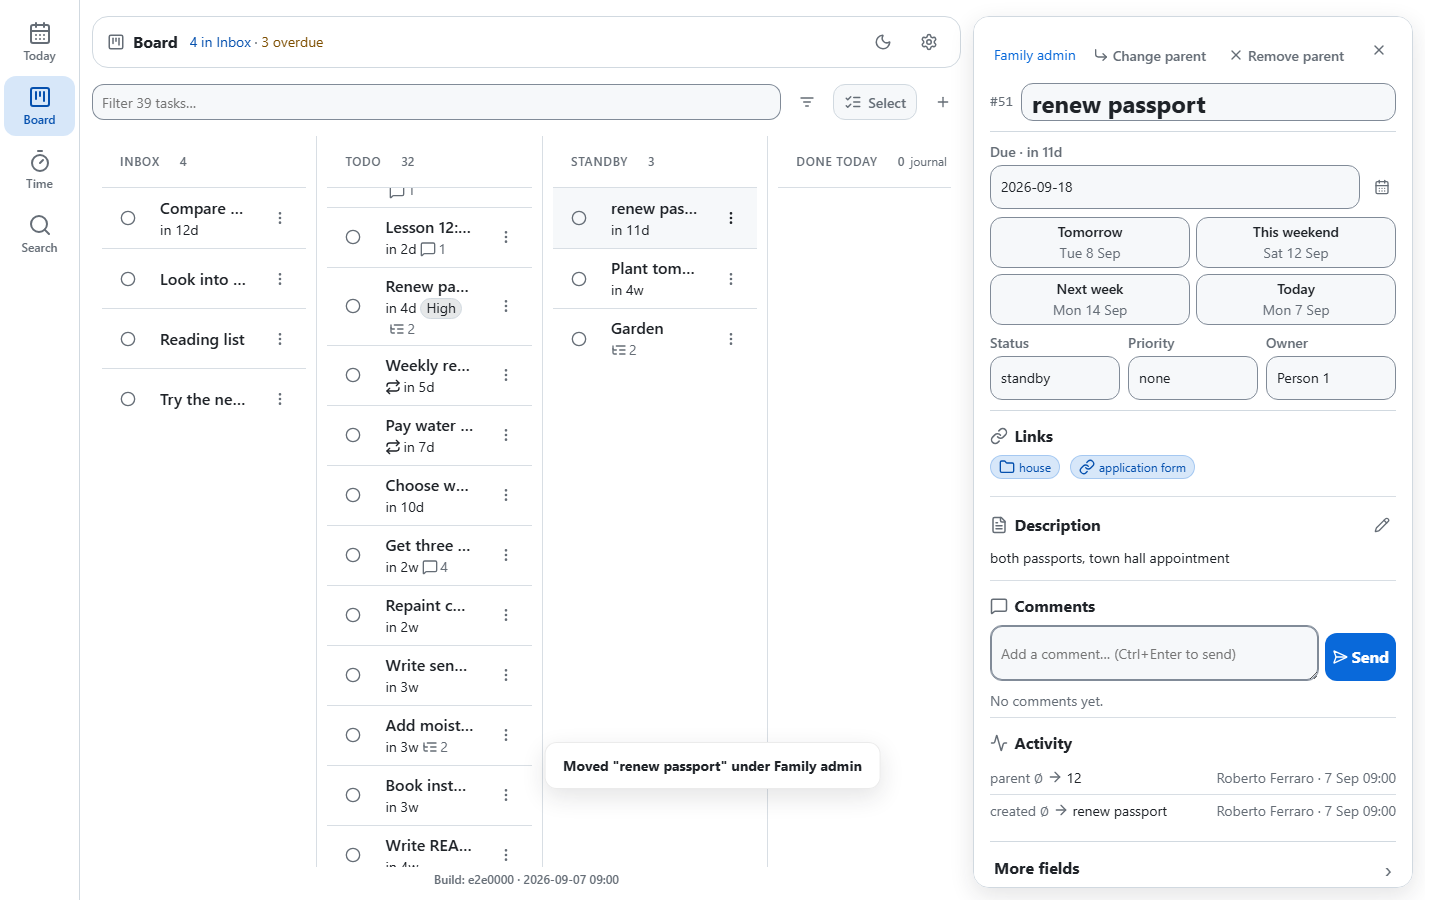 Today
Board
Time
Search
Board 4 in Inbox · 3 overdue
Filter 39 tasks...
Select
INBOX 4
Compare ...
in 12d
Look into ...
Reading list
Try the ne...
TODO 32
1
Lesson 12:...
in 2d 1
Renew pa...
in 4d High
2
Weekly re...
in 5d
Pay water ...
in 7d
Choose w...
in 10d
Get three ...
in 2w 4
Repaint c...
in 2w
Write sen...
in 3w
Add moist...
in 3w 2
Book inst...
in 3w
Write REA...
in 4w
STANDBY 3
renew pas...
in 11d
Plant tom...
in 4w
Garden
2
DONE TODAY 0 journal
Moved "renew passport" under Family admin
Build: e2e0000 · 2026-09-07 09:00
Family admin Change parent Remove parent
#51 renew passport
Due · in 11d
2026-09-18
Tomorrow
Tue 8 Sep
This weekend
Sat 12 Sep
Next week
Mon 14 Sep
Today
Mon 7 Sep
Status Priority Owner
standby none Person 1
Links
house application form
Description
both passports, town hall appointment
Comments
Add a comment... (Ctrl+Enter to send)
Send
No comments yet.
Activity
parent ∅ → 12 Roberto Ferraro · 7 Sep 09:00
created ∅ → renew passport Roberto Ferraro · 7 Sep 09:00
More fields